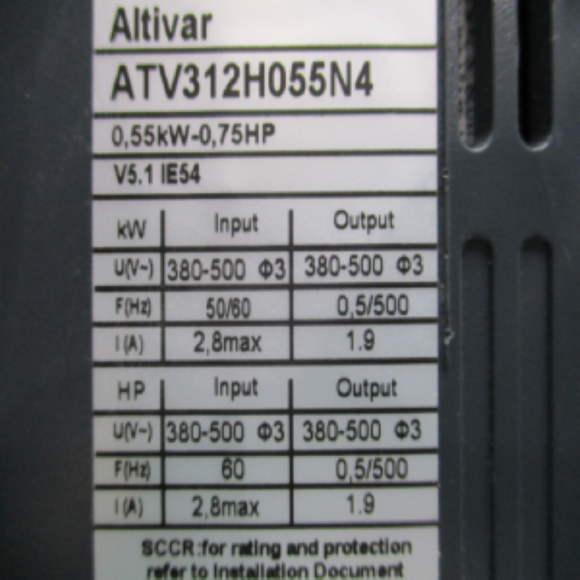 Altivar
ATV312H055N4
0,55kW-0,75HP
V5.1 IE54
kW Input Output
U(V~) 380-500 Φ3 380-500 Φ3
F(Hz) 50/60 0,5/500
I(A) 2,8max 1.9
HP Input Output
U(V~) 380-500 Φ3 380-500 Φ3
F(Hz) 60 0,5/500
I(A) 2,8max 1.9
SCCR:for rating and protection
refer to Installation Document